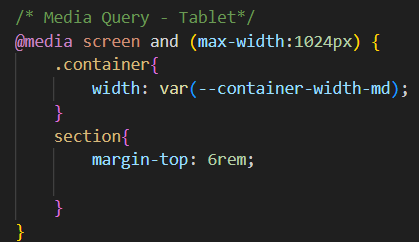 /* Media Query - Tablet*/
@media screen and (max-width:1024px) {
.container{
width: var(--container-width-md);
}
section{
margin-top: 6rem;
}
}